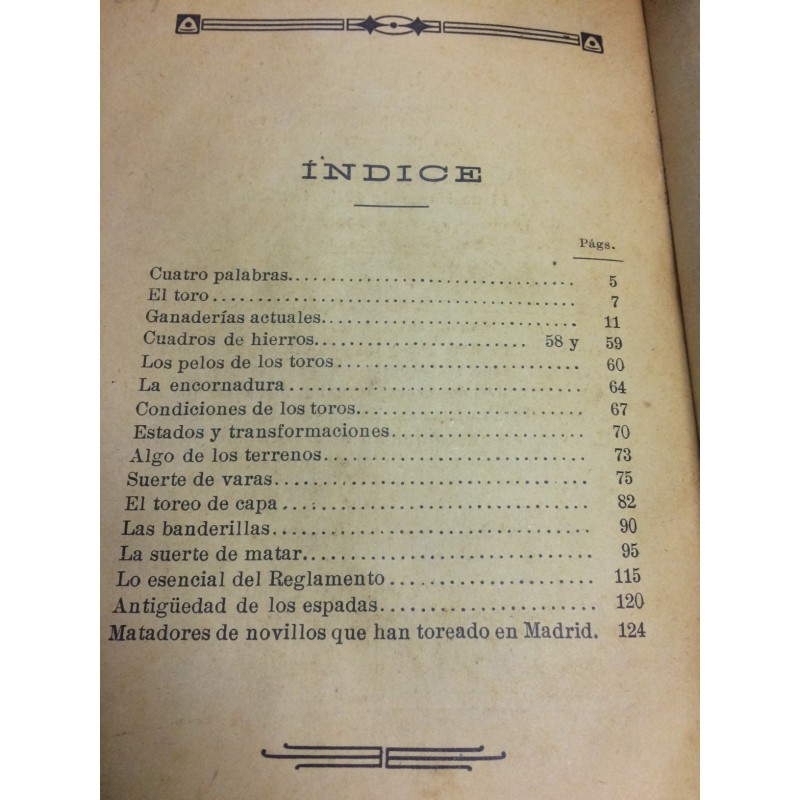 ÍNDICE
Págs.
Cuatro palabras.................................. 5
El toro............................................. 7
Ganaderías actuales............................. 11
Cuadros de hierros........................ 58 y 59
Los pelos de los toros........................... 60
La encornadura................................... 64
Condiciones de los toros........................ 67
Estados y transformaciones.................... 70
Algo de los terrenos............................. 73
Suerte de varas................................... 75
El toreo de capa.................................. 82
Las banderillas.................................... 90
La suerte de matar............................... 95
Lo esencial del Reglamento.................... 115
Antigüedad de los espadas..................... 120
Matadores de novillos que han toreado en Madrid. 124